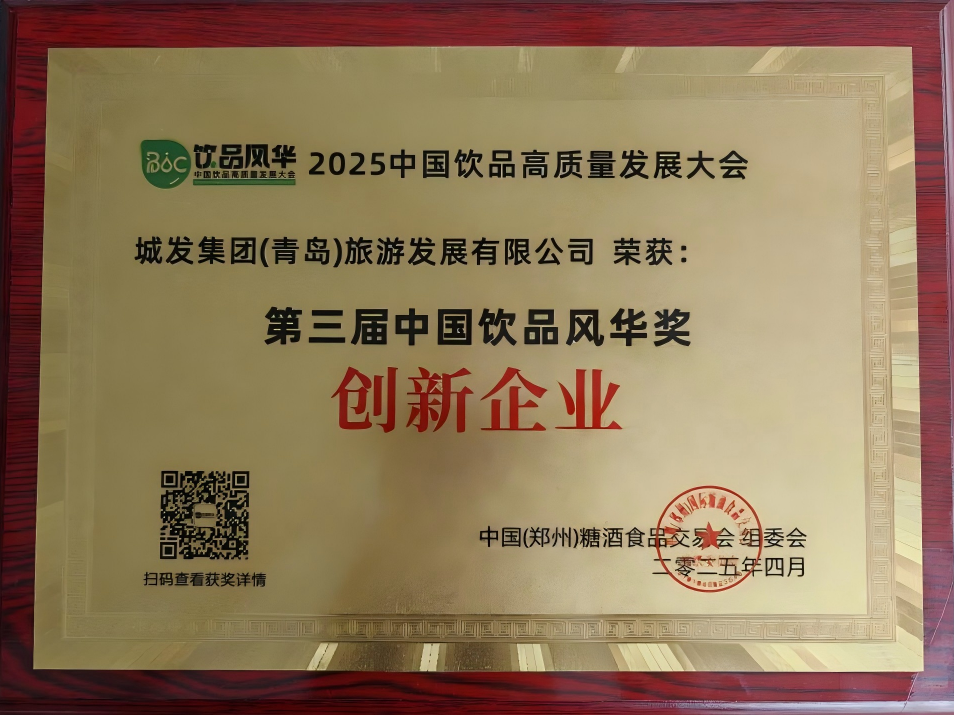 BOC 饮品风华 2025中国饮品高质量发展大会
中国饮品高质量发展大会
城发集团(青岛)旅游发展有限公司 荣获：
第三届中国饮品风华奖
创新企业
扫码查看获奖详情
中国(郑州)糖酒食品交易会 组委会
二零二五年四月